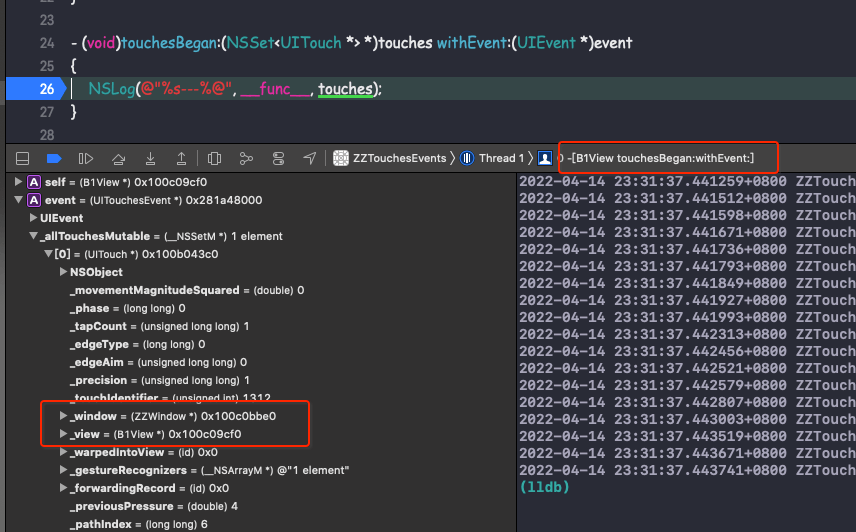 }
23
24 - (void)touchesBegan:(NSSet<UITouch *> *)touches withEvent:(UIEvent *)event
25 {
26 NSLog(@"%s---%@", __func__, touches);
27 }
28
ZZTouchesEvents Thread 1 0 -[B1View touchesBegan:withEvent:]
A self = (B1View *) 0x100c09cf0
A event = (UITouchesEvent *) 0x281a48000
UIEvent
_allTouchesMutable = (__NSSetM *) 1 element
[0] = (UITouch *) 0x100b043c0
NSObject
_movementMagnitudeSquared = (double) 0
_phase = (long long) 0
_tapCount = (unsigned long long) 1
_edgeType = (long long) 0
_edgeAim = (unsigned long long) 0
_precision = (unsigned long long) 1
_touchIdentifier = (unsigned int) 1312
_window = (ZZWindow *) 0x100c0bbe0
_view = (B1View *) 0x100c09cf0
_warpedIntoView = (id) 0x0
_gestureRecognizers = (__NSArrayM *) @"1 element"
_forwardingRecord = (id) 0x0
_previousPressure = (double) 4
_pathIndex = (long long) 6
2022-04-14 23:31:37.441259+0800 ZZTouch
2022-04-14 23:31:37.441512+0800 ZZTouch
2022-04-14 23:31:37.441598+0800 ZZTouch
2022-04-14 23:31:37.441671+0800 ZZTouch
2022-04-14 23:31:37.441736+0800 ZZTouch
2022-04-14 23:31:37.441793+0800 ZZTouch
2022-04-14 23:31:37.441849+0800 ZZTouch
2022-04-14 23:31:37.441927+0800 ZZTouch
2022-04-14 23:31:37.441993+0800 ZZTouch
2022-04-14 23:31:37.442313+0800 ZZTouch
2022-04-14 23:31:37.442456+0800 ZZTouch
2022-04-14 23:31:37.442521+0800 ZZTouch
2022-04-14 23:31:37.442579+0800 ZZTouch
2022-04-14 23:31:37.442807+0800 ZZTouch
2022-04-14 23:31:37.443003+0800 ZZTouch
2022-04-14 23:31:37.443519+0800 ZZTouch
2022-04-14 23:31:37.443671+0800 ZZTouch
2022-04-14 23:31:37.443741+0800 ZZTouch
(lldb)